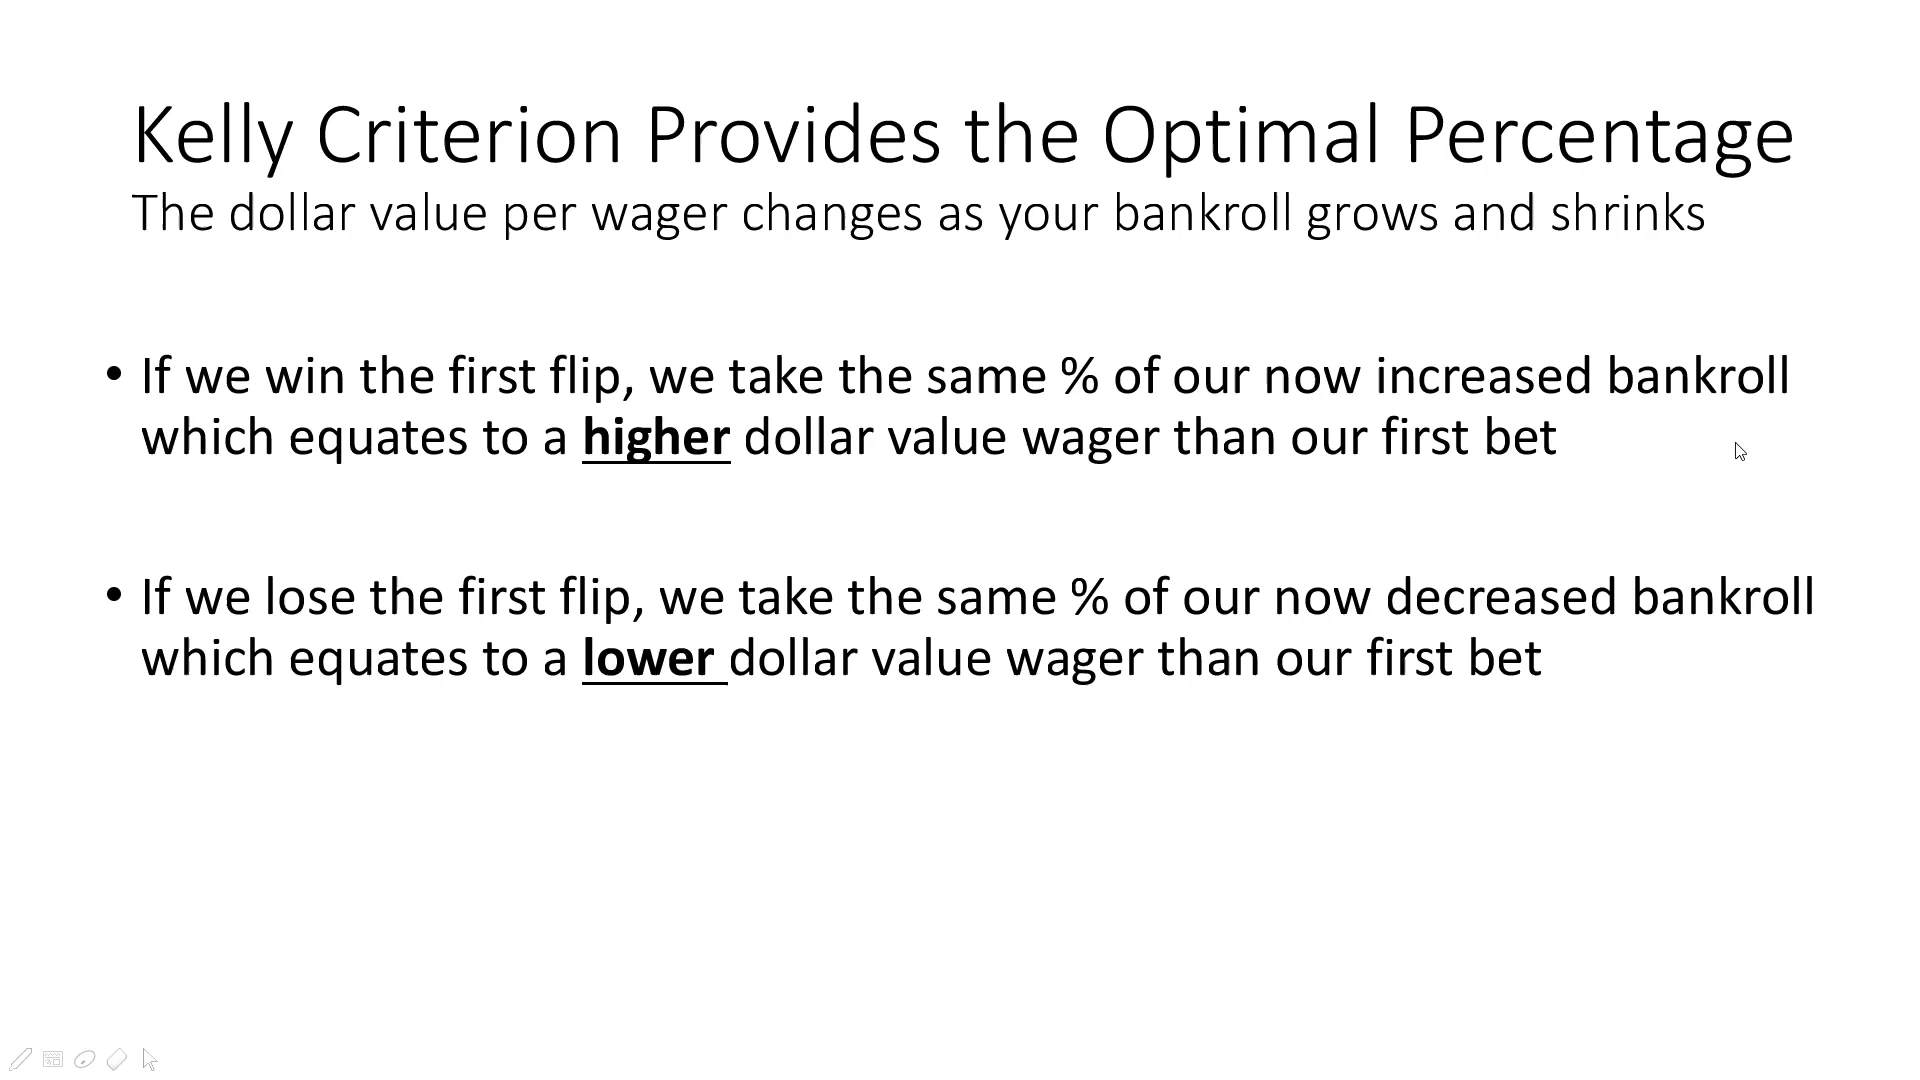 Kelly Criterion Provides the Optimal Percentage
The dollar value per wager changes as your bankroll grows and shrinks
• If we win the first flip, we take the same % of our now increased bankroll
which equates to a higher dollar value wager than our first bet
• If we lose the first flip, we take the same % of our now decreased bankroll
which equates to a lower dollar value wager than our first bet